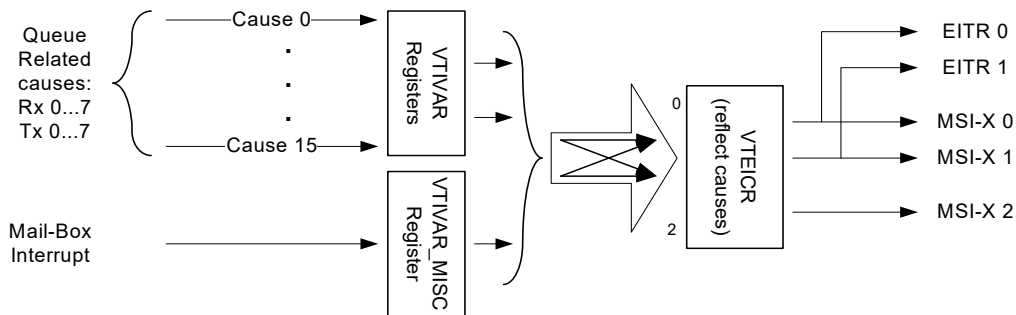 Queue
Related
causes:
Rx 0...7
Tx 0...7
Cause 0
.
.
.
Cause 15
VTIVAR
Registers
Mail-Box
Interrupt
VTIVAR_MISC
Register
0
2
VTEICR
(reflect causes)
EITR 0
EITR 1
MSI-X 0
MSI-X 1
MSI-X 2